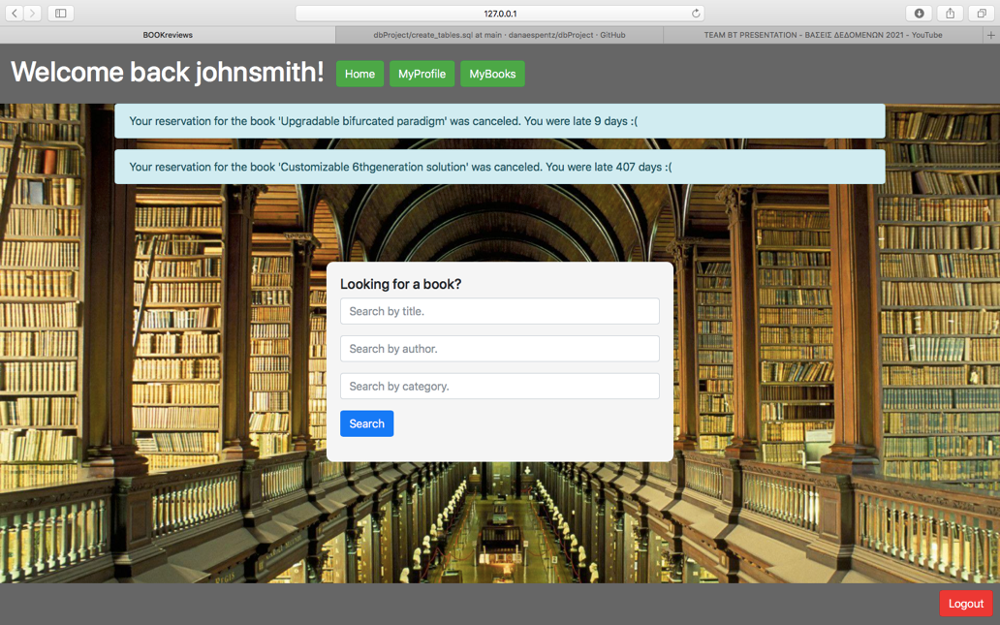 127.0.0.1
BOOKreviews
dbProject/create_tables.sql at main · danaespentz/dbProject · GitHub
TEAM BT PRESENTATION - ΒΑΣΕΙΣ ΔΕΔΟΜΕΝΩΝ 2021 - YouTube
Welcome back johnsmith!
Home
MyProfile
MyBooks
Your reservation for the book 'Upgradable bifurcated paradigm' was canceled. You were late 9 days :(
Your reservation for the book 'Customizable 6thgeneration solution' was canceled. You were late 407 days :(
Looking for a book?
Search by title.
Search by author.
Search by category.
Search
Logout